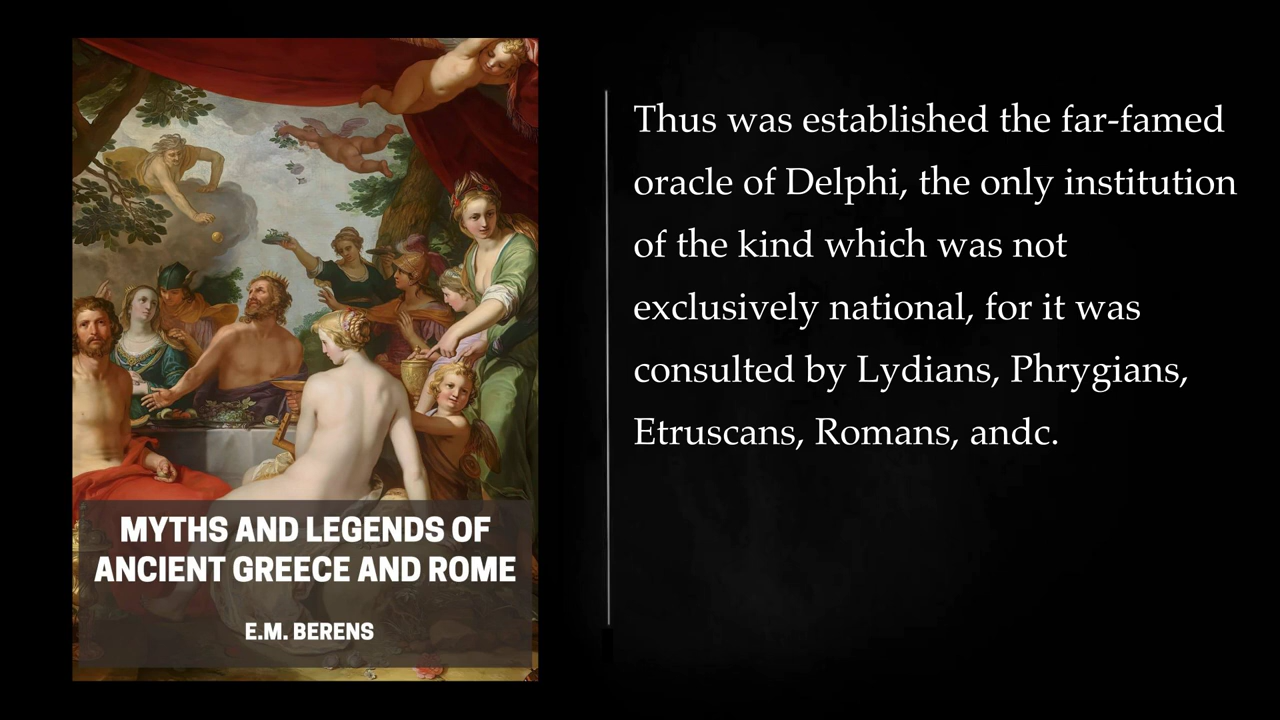 MYTHS AND LEGENDS OF
ANCIENT GREECE AND ROME
E.M. BERENS
Thus was established the far-famed
oracle of Delphi, the only institution
of the kind which was not
exclusively national, for it was
consulted by Lydians, Phrygians,
Etruscans, Romans, andc.